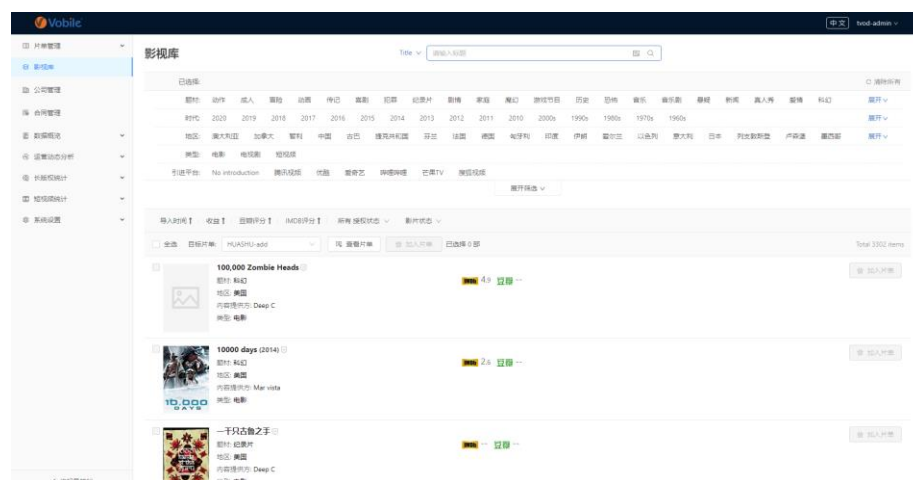 Vobile
中文 tvod-admin
片单管理
影视库
公司管理
合同管理
数据概览
运营动态分析
长版权统计
短视频统计
系统设置
影视库
Title 请输入标题
已选择: 清除所有
题材: 动作 成人 冒险 动画 传记 喜剧 犯罪 纪录片 剧情 家庭 魔幻 游戏节目 历史 恐怖 音乐 音乐剧 悬疑 新闻 真人秀 爱情 科幻 展开
时代: 2020 2019 2018 2017 2016 2015 2014 2013 2012 2011 2010 2000s 1990s 1980s 1970s 1960s 展开
地区: 澳大利亚 加拿大 智利 中国 古巴 捷克共和国 芬兰 法国 德国 匈牙利 印度 伊朗 爱尔兰 以色列 意大利 日本 列支敦斯登 卢森堡 墨西哥 展开
类型: 电影 电视剧 短视频
引进平台: No introduction 腾讯视频 优酷 爱奇艺 哔哩哔哩 芒果TV 搜狐视频
展开筛选
导入时间 收益 豆瓣评分 IMDB评分 所有授权状态 影片状态
全选 目标片单: HUASHU-add 查看片单 加入片单 已选择 0 部 Total 3302 items
100,000 Zombie Heads
题材: 科幻
地区: 美国
内容提供方: Deep C
类型: 电影
IMDb 4.9 豆瓣 --
加入片单
10000 days (2014)
题材: 科幻
地区: 美国
内容提供方: Mar vista
类型: 电影
10,000
DAYS
IMDb 2.6 豆瓣 --
加入片单
一千只古鲁之手
题材: 纪录片
地区: 美国
内容提供方: Deep C
IMDb -- 豆瓣 --
加入片单